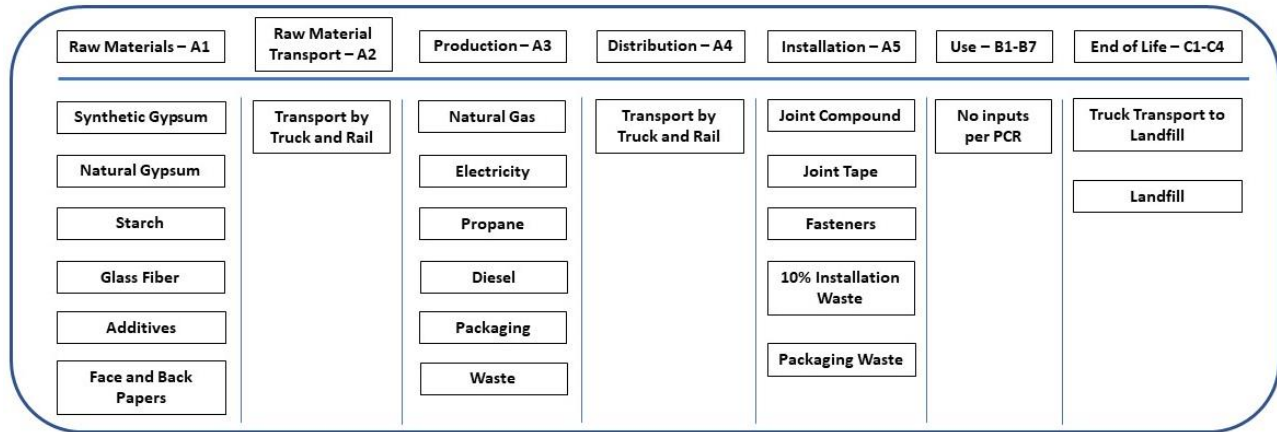 Raw Materials – A1
Raw Material
Transport – A2
Production – A3
Distribution – A4
Installation – A5
Use – B1-B7
End of Life – C1-C4
Synthetic Gypsum
Natural Gypsum
Starch
Glass Fiber
Additives
Face and Back
Papers
Transport by
Truck and Rail
Natural Gas
Electricity
Propane
Diesel
Packaging
Waste
Transport by
Truck and Rail
Joint Compound
Joint Tape
Fasteners
10% Installation
Waste
Packaging Waste
No inputs
per PCR
Truck Transport to
Landfill
Landfill